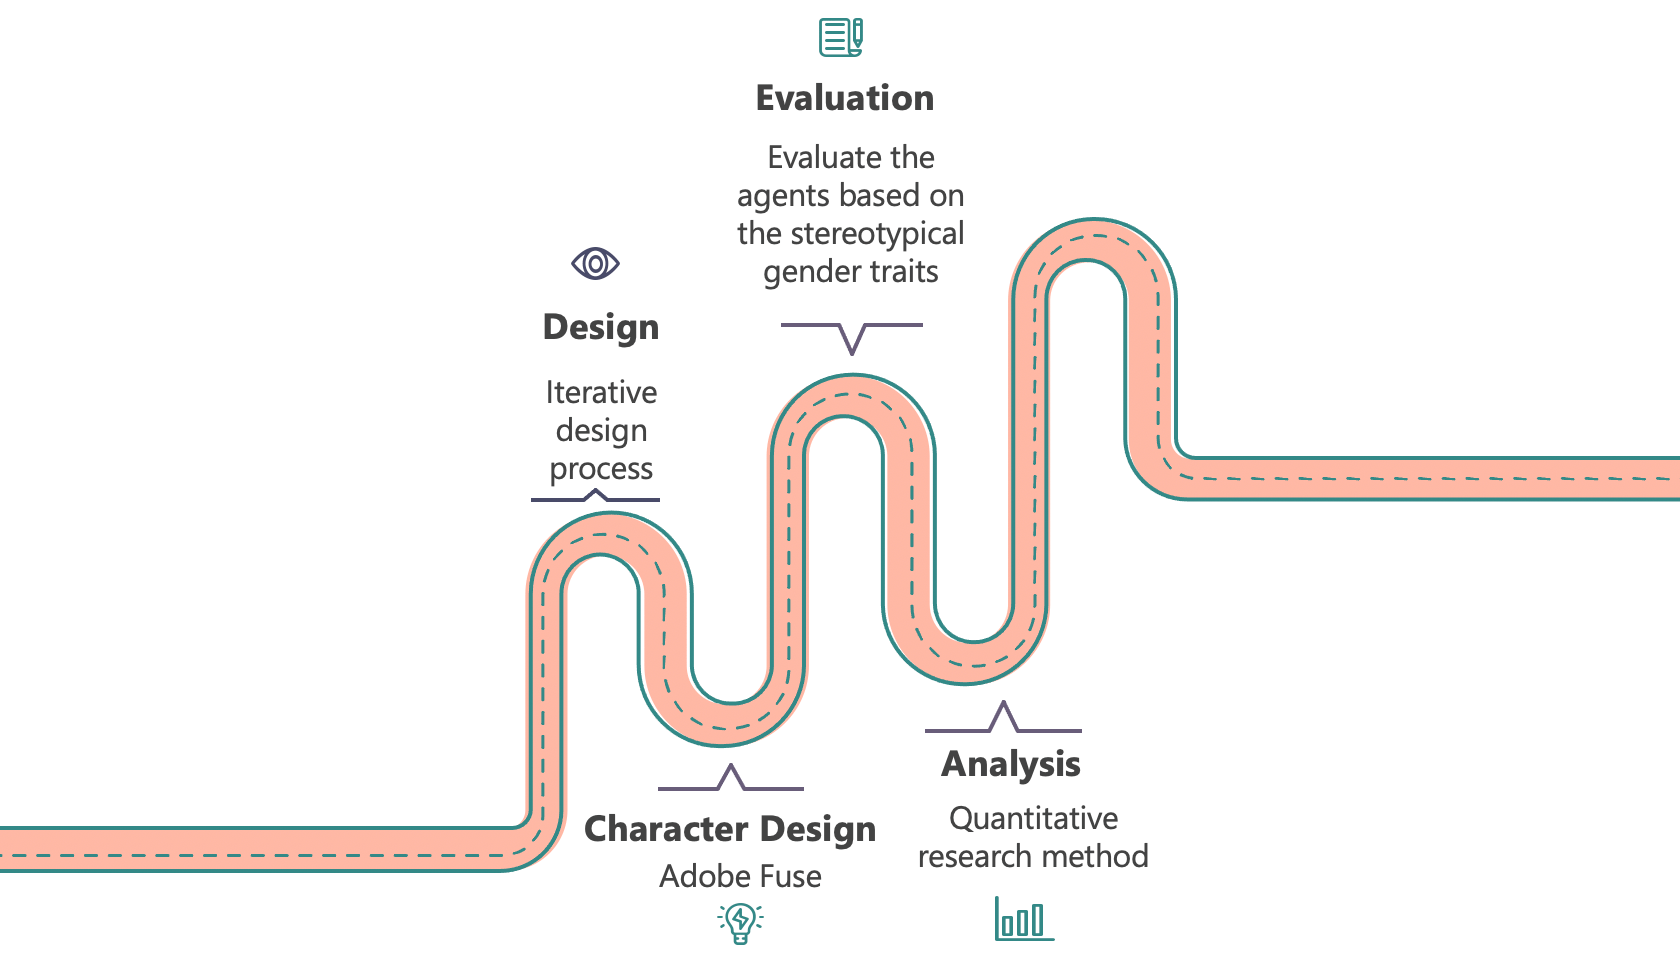 Evaluation
Evaluate the
agents based on
the stereotypical
gender traits
Design
Iterative
design
process
Character Design
Adobe Fuse
Analysis
Quantitative
research method